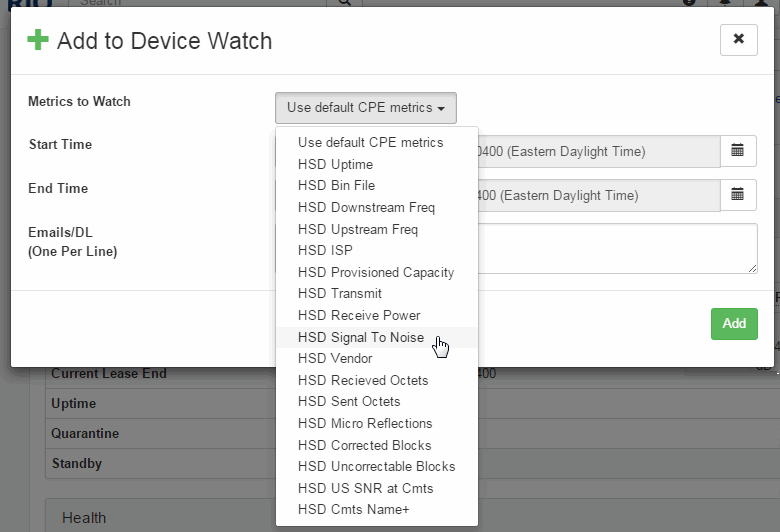 Search
Add to Device Watch
Metrics to Watch
Use default CPE metrics
Start Time
0400 (Eastern Daylight Time)
End Time
400 (Eastern Daylight Time)
Emails/DL
(One Per Line)
Use default CPE metrics
HSD Uptime
HSD Bin File
HSD Downstream Freq
HSD Upstream Freq
HSD ISP
HSD Provisioned Capacity
HSD Transmit
HSD Receive Power
HSD Signal To Noise
HSD Vendor
HSD Recieved Octets
HSD Sent Octets
HSD Micro Reflections
HSD Corrected Blocks
HSD Uncorrectable Blocks
HSD US SNR at Cmts
HSD Cmts Name+
Add
Current Lease End
400
Uptime
Quarantine
Standby
Health